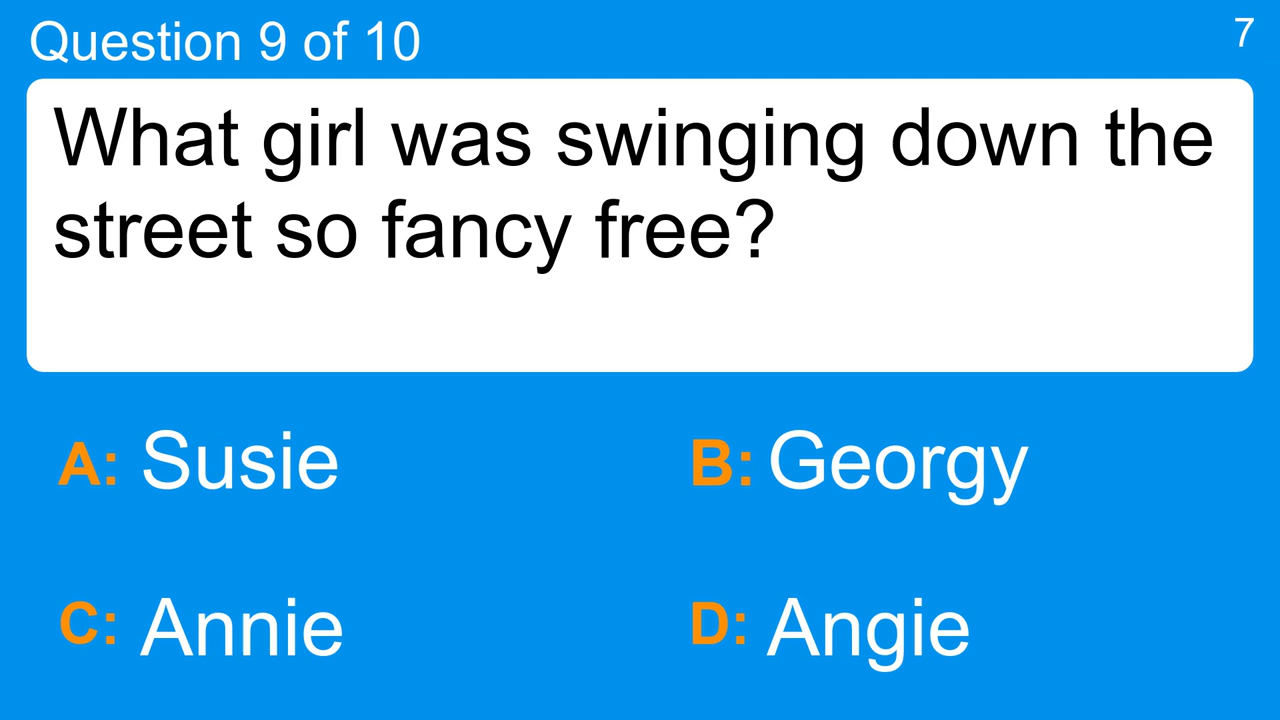 Question 9 of 10
7
What girl was swinging down the
street so fancy free?
A: Susie
B: Georgy
C: Annie
D: Angie